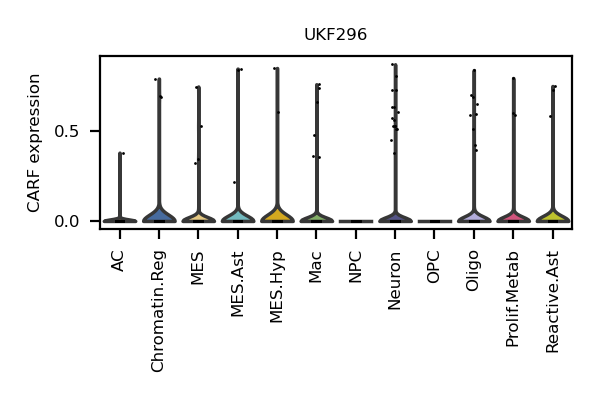 UKF296
CARF expression
0.5
0.0
AC
Chromatin.Reg
MES
MES.Ast
MES.Hyp
Mac
NPC
Neuron
OPC
Oligo
Prolif.Metab
Reactive.Ast